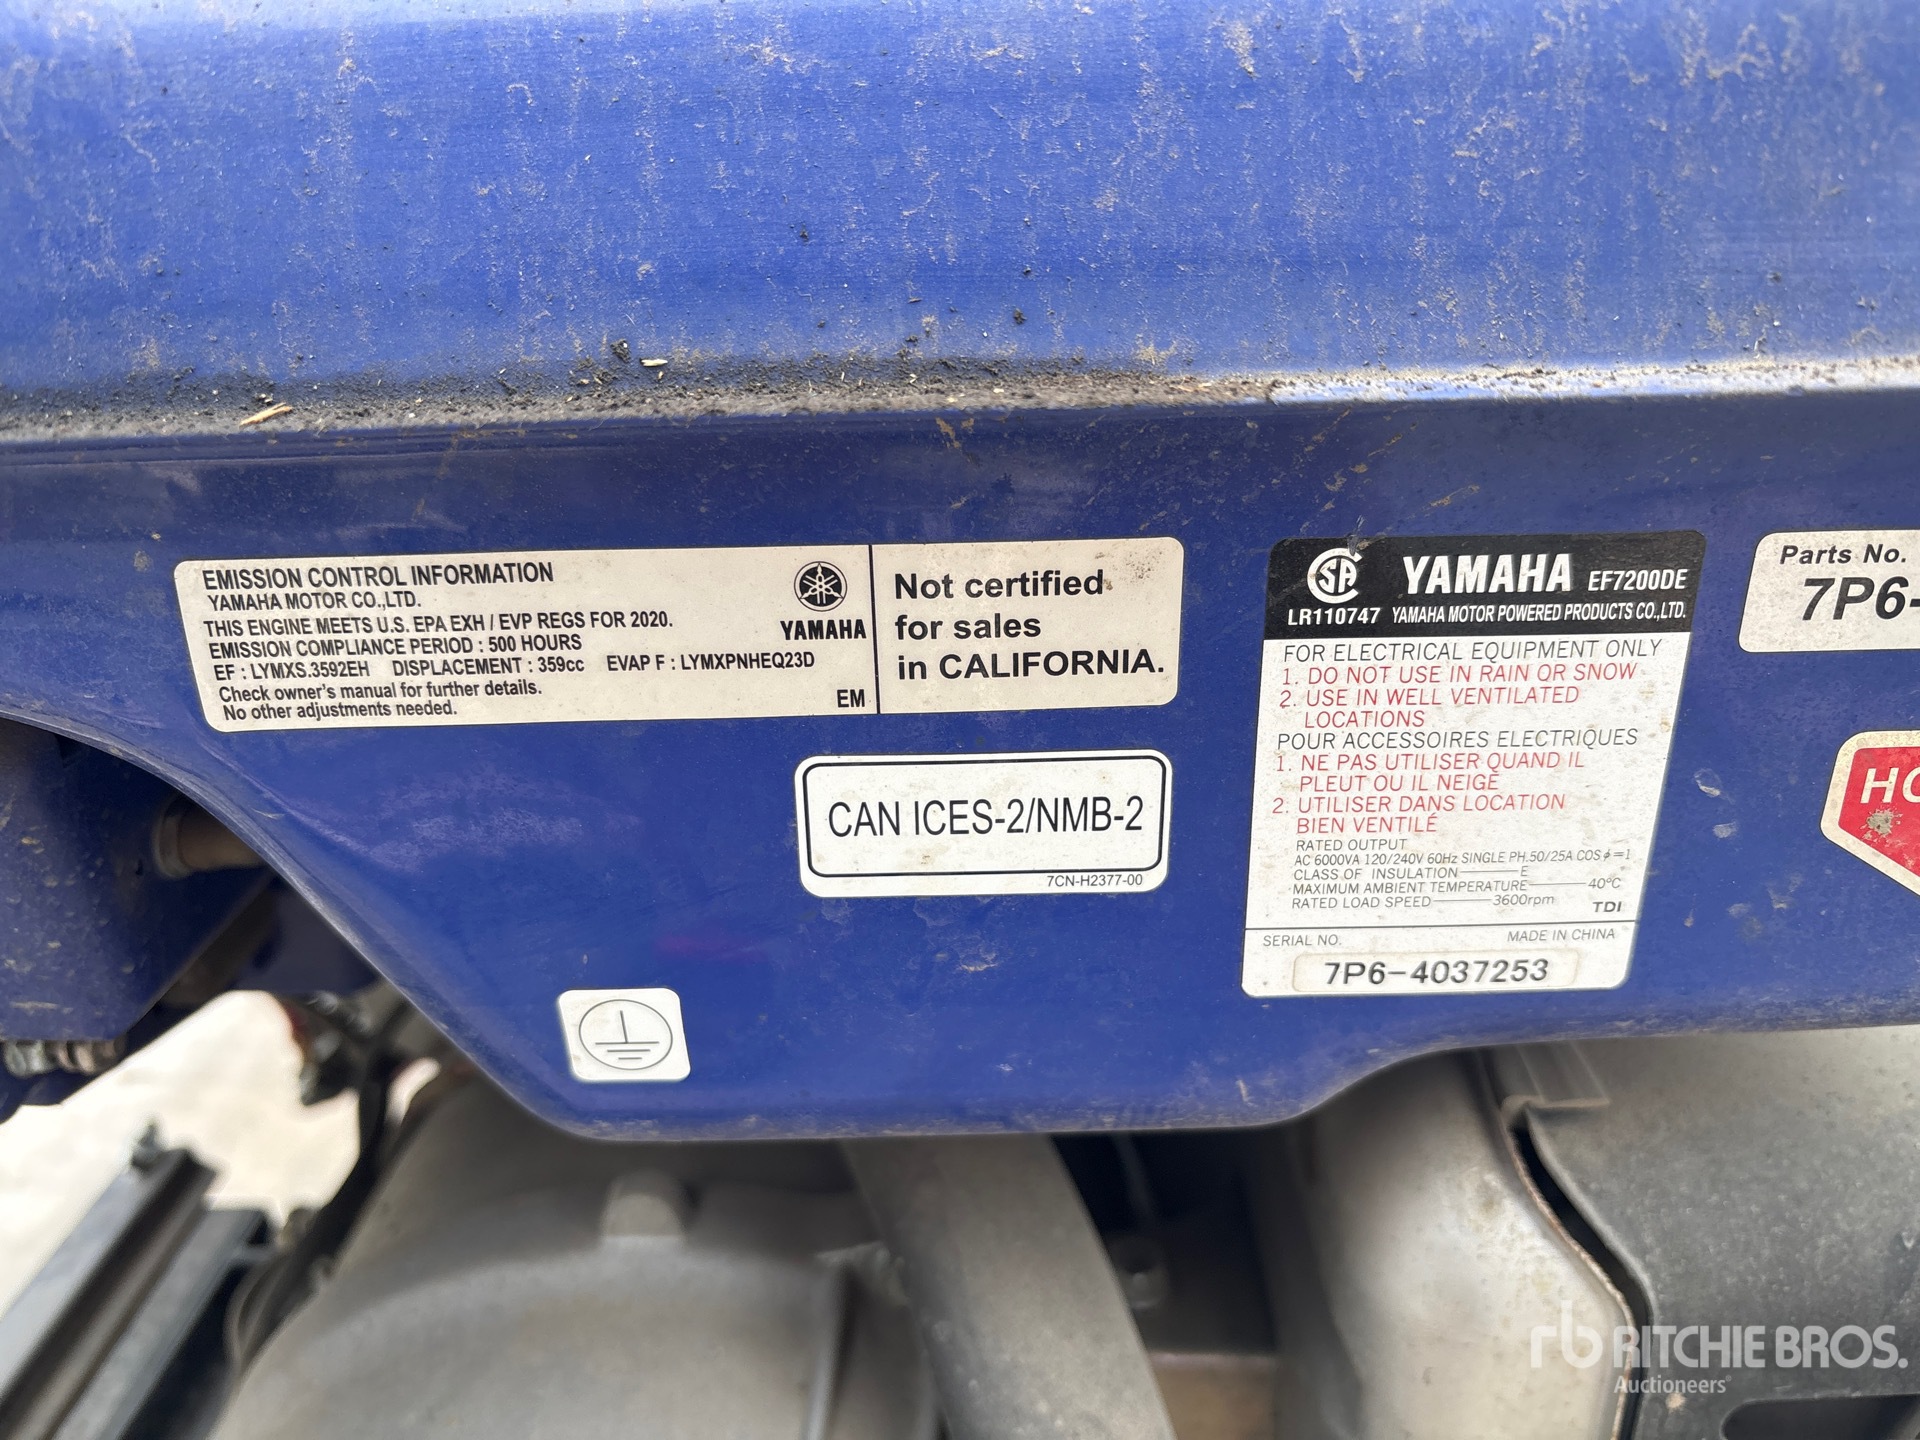 EMISSION CONTROL INFORMATION
YAMAHA MOTOR CO.,LTD.
THIS ENGINE MEETS U.S. EPA EXH / EVP REGS FOR 2020.
EMISSION COMPLIANCE PERIOD : 500 HOURS
EF : LYMXS.3592EH DISPLACEMENT : 359cc EVAP F : LYMXPNHEQ23D
Check owner's manual for further details.
No other adjustments needed.
YAMAHA
EM
Not certified
for sales
in CALIFORNIA.
CAN ICES-2/NMB-2
7CN-H2377-00
SA YAMAHA EF7200DE
LR110747 YAMAHA MOTOR POWERED PRODUCTS CO.,LTD.
FOR ELECTRICAL EQUIPMENT ONLY
1. DO NOT USE IN RAIN OR SNOW
2. USE IN WELL VENTILATED
LOCATIONS
POUR ACCESSOIRES ELECTRIQUES
1. NE PAS UTILISER QUAND IL
PLEUT OU IL NEIGE
2. UTILISER DANS LOCATION
BIEN VENTILÉ
RATED OUTPUT
AC 6000VA 120/240V 60Hz SINGLE PH.50/25A COS ϕ=1
CLASS OF INSULATION E
MAXIMUM AMBIENT TEMPERATURE 40°C
RATED LOAD SPEED 3600rpm
TDI
SERIAL NO. MADE IN CHINA
7P6-4037253
Parts No.
7P6-
HO
rb RITCHIE BROS.
Auctioneers